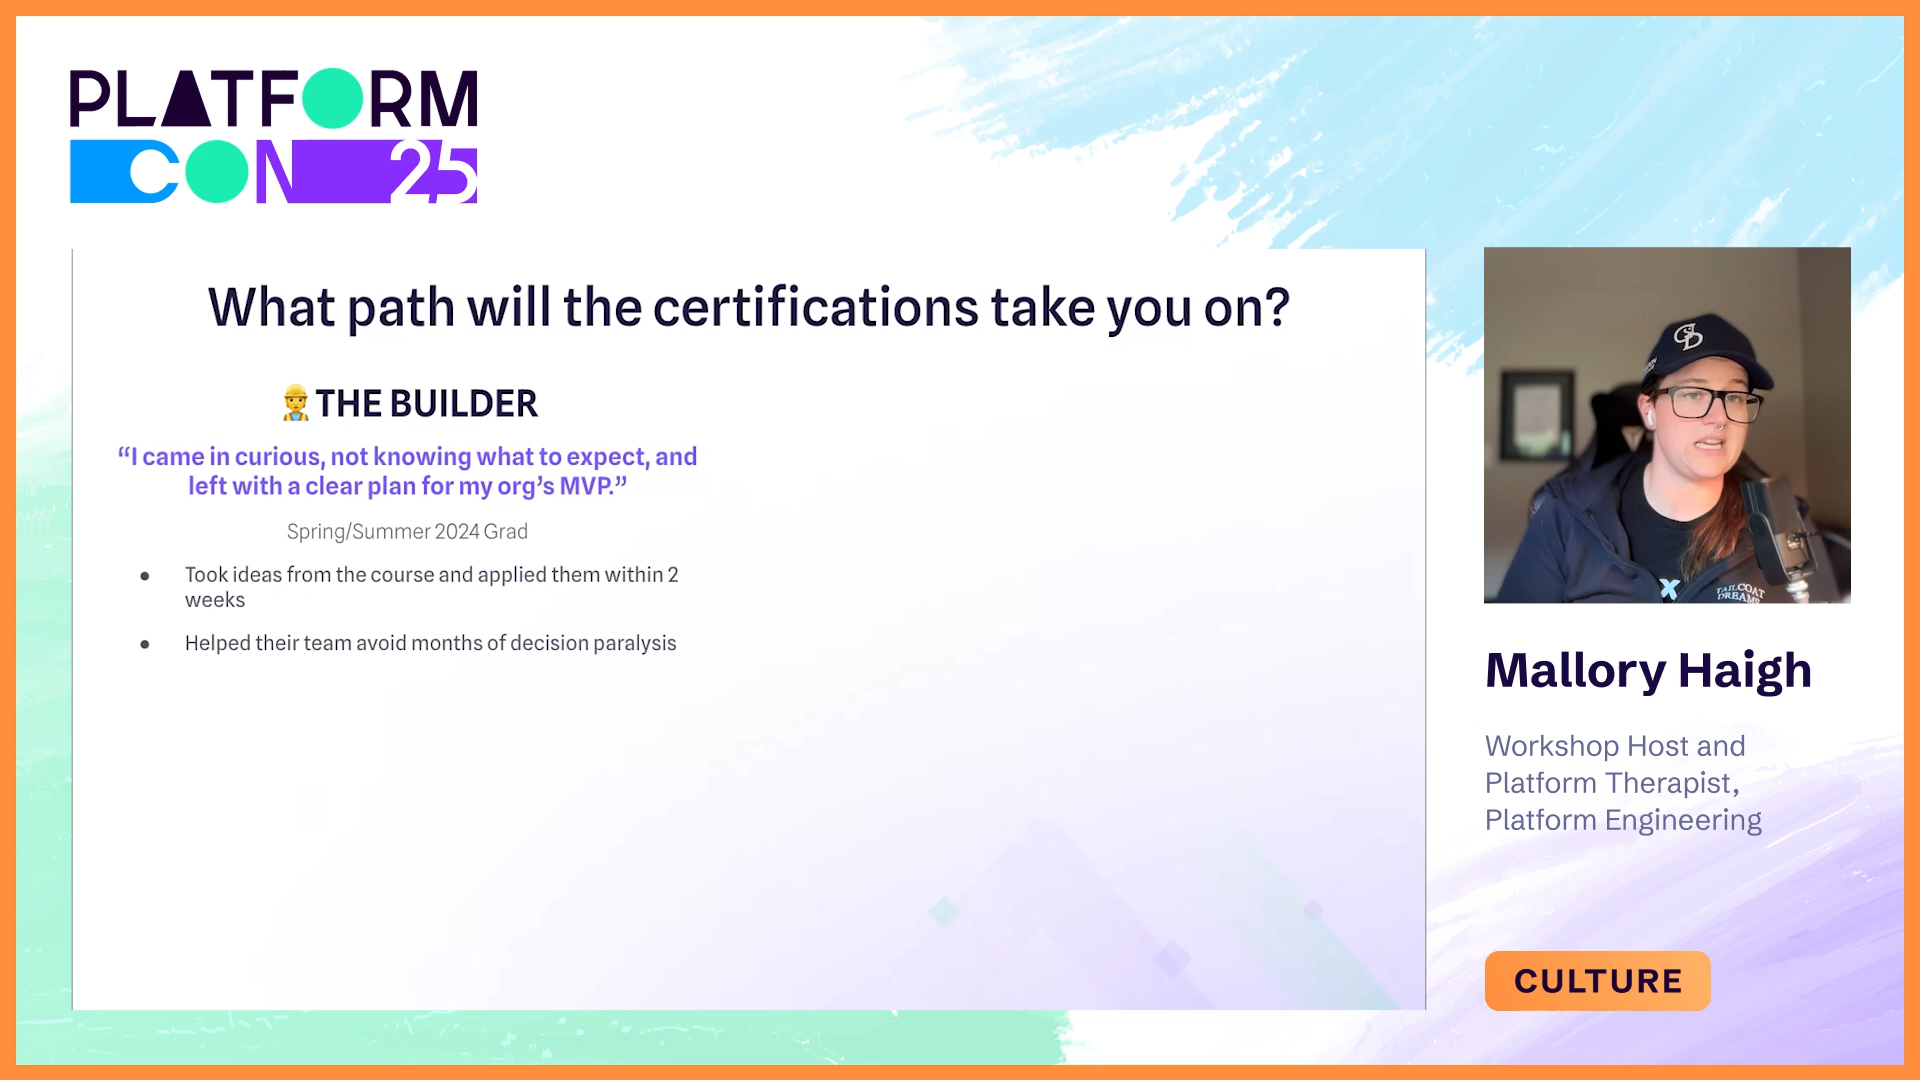 PLATFORM
CON 25
What path will the certifications take you on?
THE BUILDER
“I came in curious, not knowing what to expect, and
left with a clear plan for my org’s MVP.”
Spring/Summer 2024 Grad
● Took ideas from the course and applied them within 2
weeks
● Helped their team avoid months of decision paralysis
TAILCOAT
DREAMS
Mallory Haigh
Workshop Host and
Platform Therapist,
Platform Engineering
CULTURE